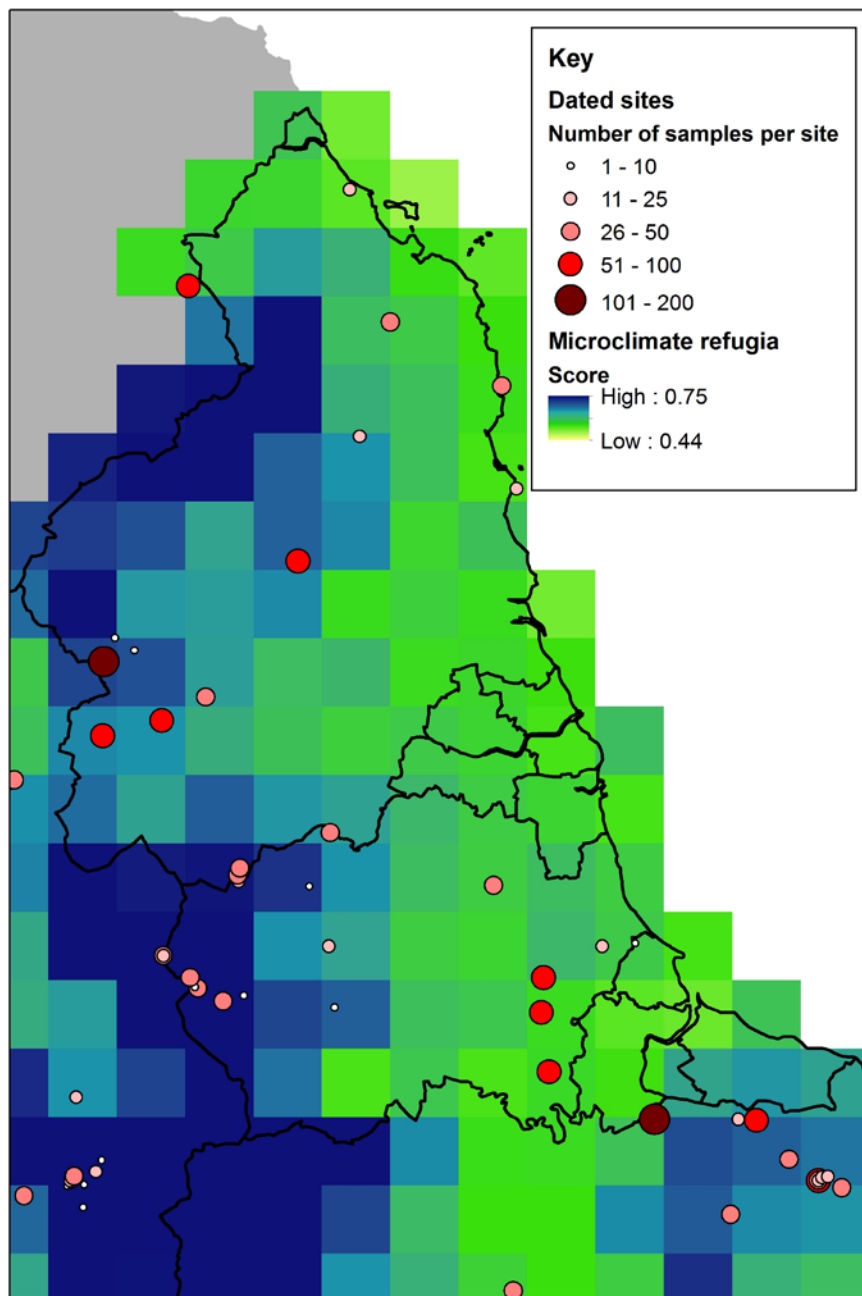 Key
Dated sites
Number of samples per site
1 - 10
11 - 25
26 - 50
51 - 100
101 - 200
Microclimate refugia
Score
High : 0.75
Low : 0.44